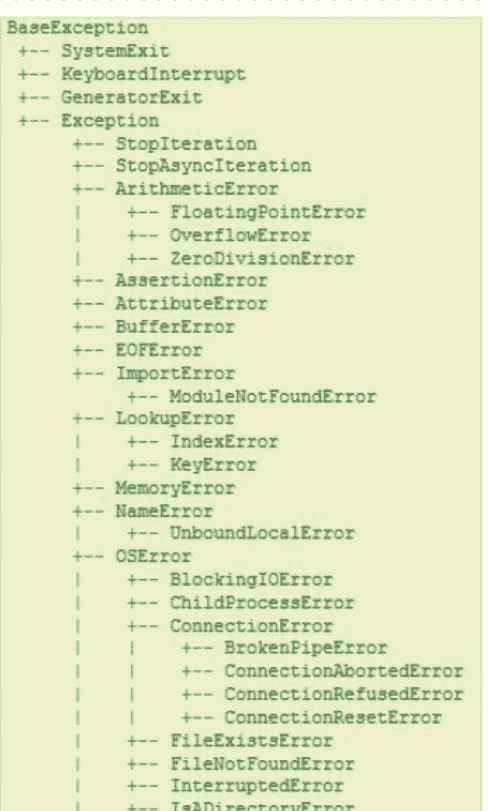 BaseException
 +-- SystemExit
 +-- KeyboardInterrupt
 +-- GeneratorExit
 +-- Exception
      +-- StopIteration
      +-- StopAsyncIteration
      +-- ArithmeticError
      |    +-- FloatingPointError
      |    +-- OverflowError
      |    +-- ZeroDivisionError
      +-- AssertionError
      +-- AttributeError
      +-- BufferError
      +-- EOFError
      +-- ImportError
           +-- ModuleNotFoundError
      +-- LookupError
      |    +-- IndexError
      |    +-- KeyError
      +-- MemoryError
      +-- NameError
      |    +-- UnboundLocalError
      +-- OSError
      |    +-- BlockingIOError
      |    +-- ChildProcessError
      |    +-- ConnectionError
      |    |    +-- BrokenPipeError
      |    |    +-- ConnectionAbortedError
      |    |    +-- ConnectionRefusedError
      |    |    +-- ConnectionResetError
      |    +-- FileExistsError
      |    +-- FileNotFoundError
      |    +-- InterruptedError
      |    +-- IsADirectoryError